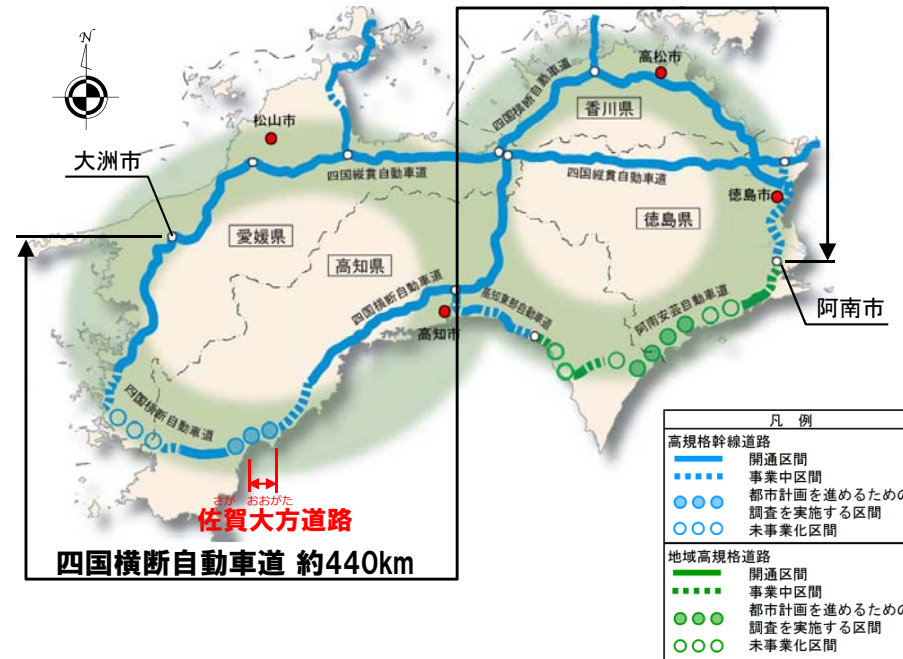 N
高松市
四国横断自動車道
香川県
松山市
大洲市
四国縦貫自動車道
四国縦貫自動車道
徳島市
愛媛県
徳島県
高知県
四国横断自動車道
高知東部自動車道
阿南安芸自動車道
阿南市
高知市
四国横断自動車道
さが おおがた
佐賀大方道路
四国横断自動車道 約440km
凡 例
高規格幹線道路
開通区間
事業中区間
都市計画を進めるための
調査を実施する区間
未事業化区間
地域高規格道路
開通区間
事業中区間
都市計画を進めるための
調査を実施する区間
未事業化区間